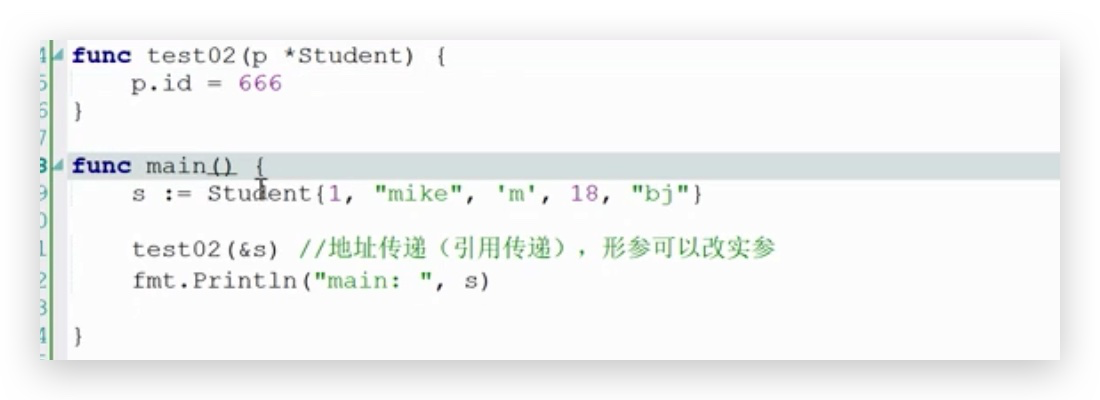 4 func test02(p *Student) {
5     p.id = 666
6 }
7
8 func main() {
9     s := Student{1, "mike", 'm', 18, "bj"}
0
1     test02(&s) //地址传递（引用传递），形参可以改实参
2     fmt.Println("main: ", s)
3
4 }